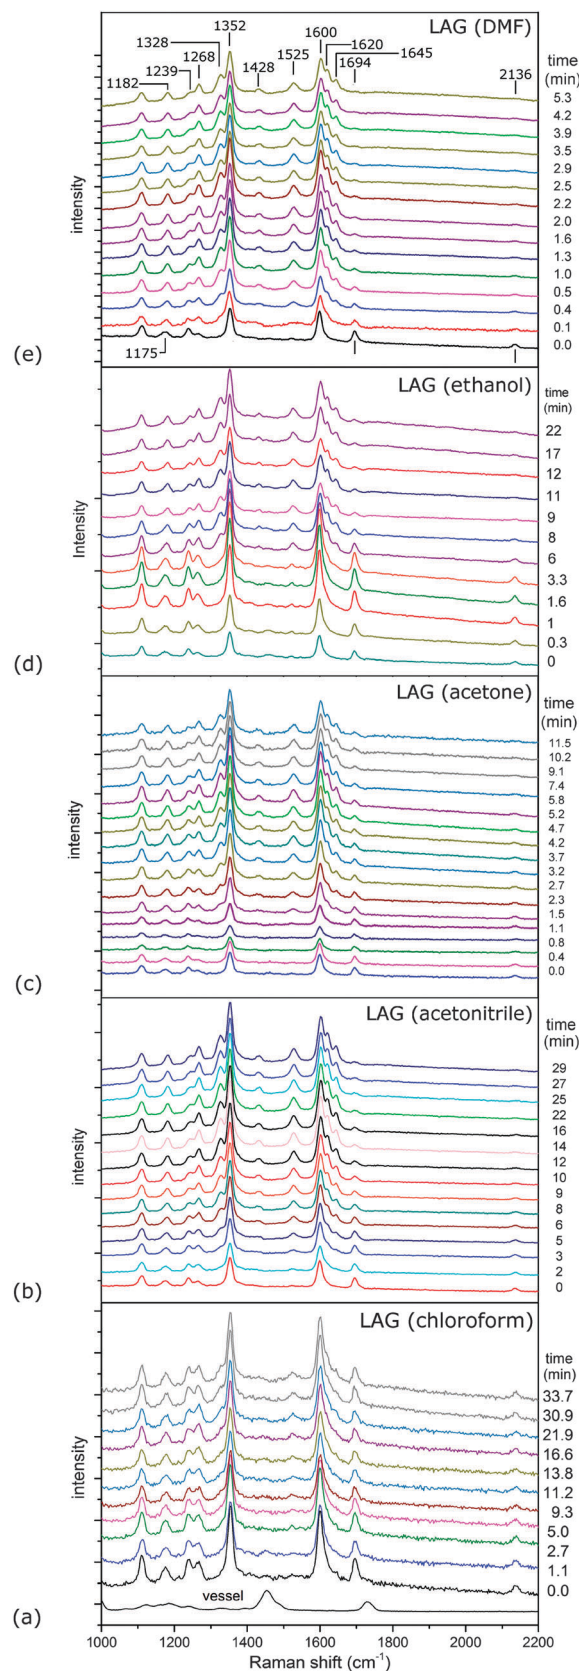 LAG (DMF)
1352
1600
1328
1268
1620
1525
1645
1239
1428
1694
1182
2136
time
(min)
5.3
4.2
3.9
3.5
2.9
2.5
2.2
2.0
1.6
1.3
1.0
0.5
0.4
0.1
0.0
intensity
1175
(e)
LAG (ethanol)
time
(min)
22
17
12
11
9
8
6
3.3
1.6
1
0.3
0
Intensity
(d)
LAG (acetone)
time
(min)
11.5
10.2
9.1
7.4
5.8
5.2
4.7
4.2
3.7
3.2
2.7
2.3
1.5
1.1
0.8
0.4
0.0
intensity
(c)
LAG (acetonitrile)
time
(min)
29
27
25
22
16
14
12
10
9
8
6
5
3
2
0
intensity
(b)
LAG (chloroform)
time
(min)
33.7
30.9
21.9
16.6
13.8
11.2
9.3
5.0
2.7
1.1
0.0
intensity
vessel
(a)
1000 1200 1400 1600 1800 2000 2200
Raman shift (cm-1)